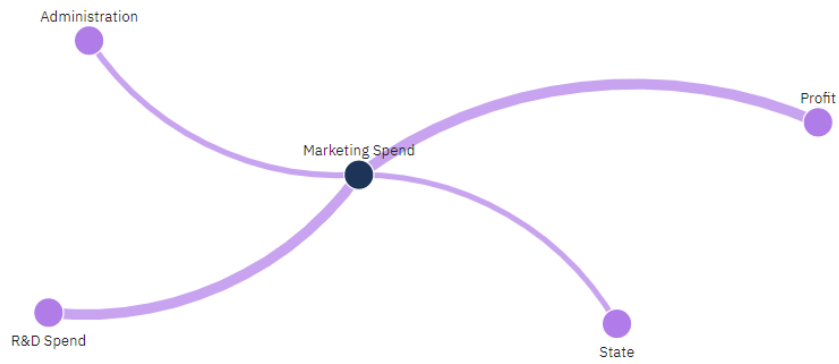 Administration
Profit
Marketing Spend
R&D Spend
State